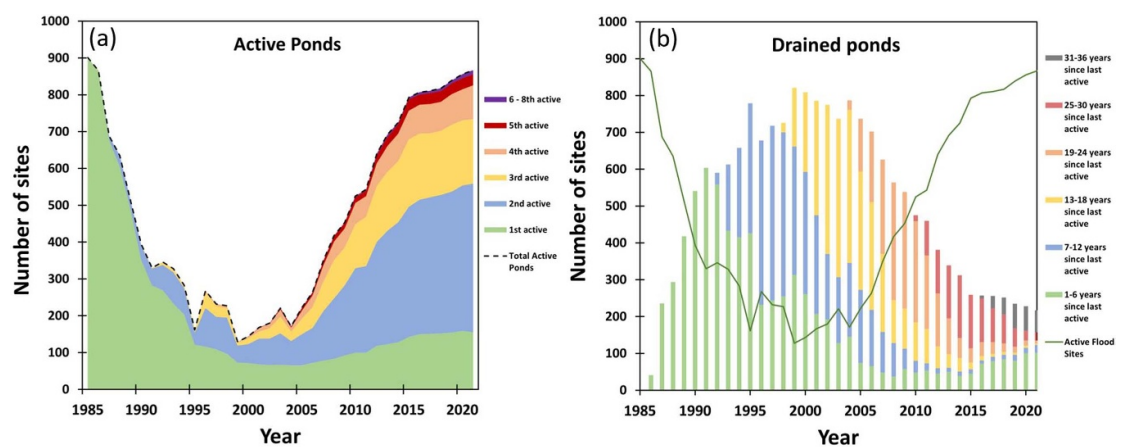 (a)
Active Ponds
Number of sites
1000
900
800
700
600
500
400
300
200
100
0
1985 1990 1995 2000 2005 2010 2015 2020
Year
6 - 8th active
5th active
4th active
3rd active
2nd active
1st active
Total Active
Ponds
(b)
Drained ponds
Number of sites
1000
900
800
700
600
500
400
300
200
100
0
1985 1990 1995 2000 2005 2010 2015 2020
Year
31-36 years
since last
active
25-30 years
since last
active
19-24 years
since last
active
13-18 years
since last
active
7-12 years
since last
active
1-6 years
since last
active
Active Flood
Sites